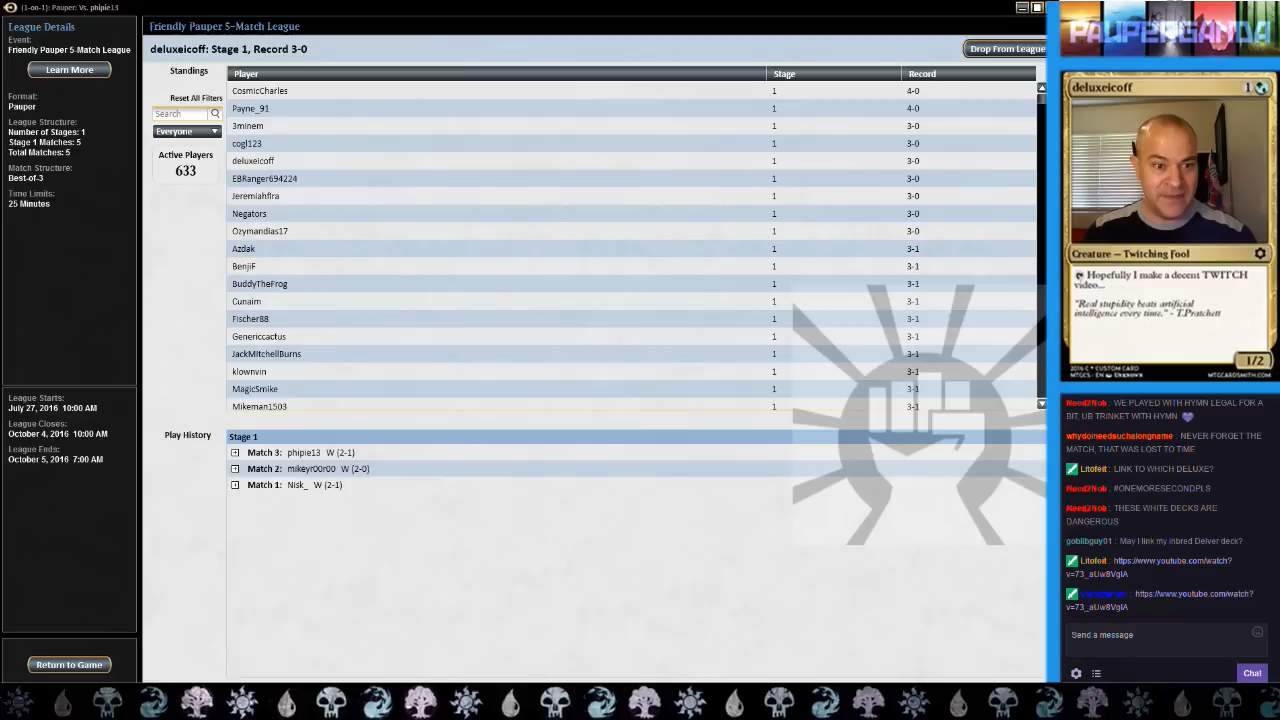 (1-on-1): Pauper: Vs. phipie13
League Details
Event:
Friendly Pauper 5-Match League
Learn More
Format:
Pauper
League Structure:
Number of Stages: 1
Stage 1 Matches: 5
Total Matches: 5
Match Structure:
Best-of-3
Time Limits:
25 Minutes
League Starts:
July 27, 2016 10:00 AM
League Closes:
October 4, 2016 10:00 AM
League Ends:
October 5, 2016 7:00 AM
Return to Game
Friendly Pauper 5-Match League
deluxeicoff: Stage 1, Record 3-0
Drop From League
Standings
Reset All Filters
Search
Everyone
Active Players
633
Player Stage Record
CosmicCharles 1 4-0
Payne_91 1 4-0
3minem 1 3-0
cogl123 1 3-0
deluxeicoff 1 3-0
EBRanger694224 1 3-0
Jeremiahfira 1 3-0
Negators 1 3-0
Ozymandias17 1 3-0
Azdak 1 3-1
BenjiF 1 3-1
BuddyTheFrog 1 3-1
Cunaim 1 3-1
Fischer88 1 3-1
Genericcactus 1 3-1
JackMitchellBurns 1 3-1
klownvin 1 3-1
MagicSmike 1 3-1
Mikeman1503 1 3-1
Play History
Stage 1
Match 3: phipie13 W (2-1)
Match 2: mikeyr00r00 W (2-0)
Match 1: Nisk_ W (2-1)
PAUPERGANDA
deluxeicoff 1
Creature — Twitching Fool
Hopefully I make a decent TWITCH
video...
"Real stupidity beats artificial
intelligence every time." - T.Pratchett
1/2
2016 C * CUSTOM CARD
MTGCS • EN UNKNOWN
MTGCARDSMITH.COM
Need2Nob: WE PLAYED WITH HYMN LEGAL FOR A
BIT, UB TRINKET WITH HYMN
whydoineedsuchalongname: NEVER FORGET THE
MATCH, THAT WAS LOST TO TIME
Litofeit: LINK TO WHICH DELUXE?
Need2Nob: #ONEMORESECONDPLS
Need2Nob: THESE WHITE DECKS ARE
DANGEROUS
goblibguy01: May I link my inbred Delver deck?
Litofeit: https://www.youtube.com/watch?
v=73_aUw8VgIA
: https://www.youtube.com/watch?
v=73_aUw8VgIA
Send a message
Chat